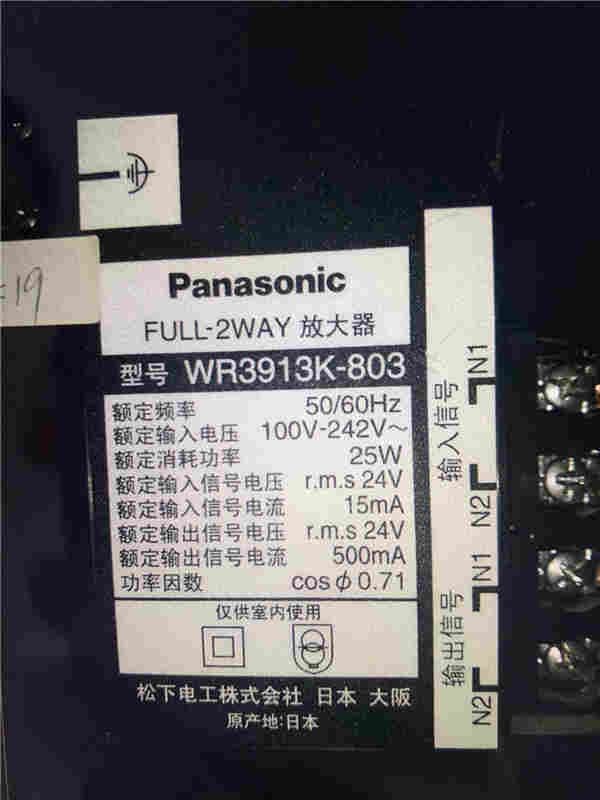 :19
Panasonic
FULL-2WAY 放大器
型号 WR3913K-803
额定频率 50/60Hz
额定输入电压 100V-242V~
额定消耗功率 25W
额定输入信号电压 r.m.s 24V
额定输入信号电流 15mA
额定输出信号电压 r.m.s 24V
额定输出信号电流 500mA
功率因数 cosφ 0.71
仅供室内使用
松下电工株式会社 日本 大阪
原产地:日本
输入信号
N1
N2
输出信号
N1
N2